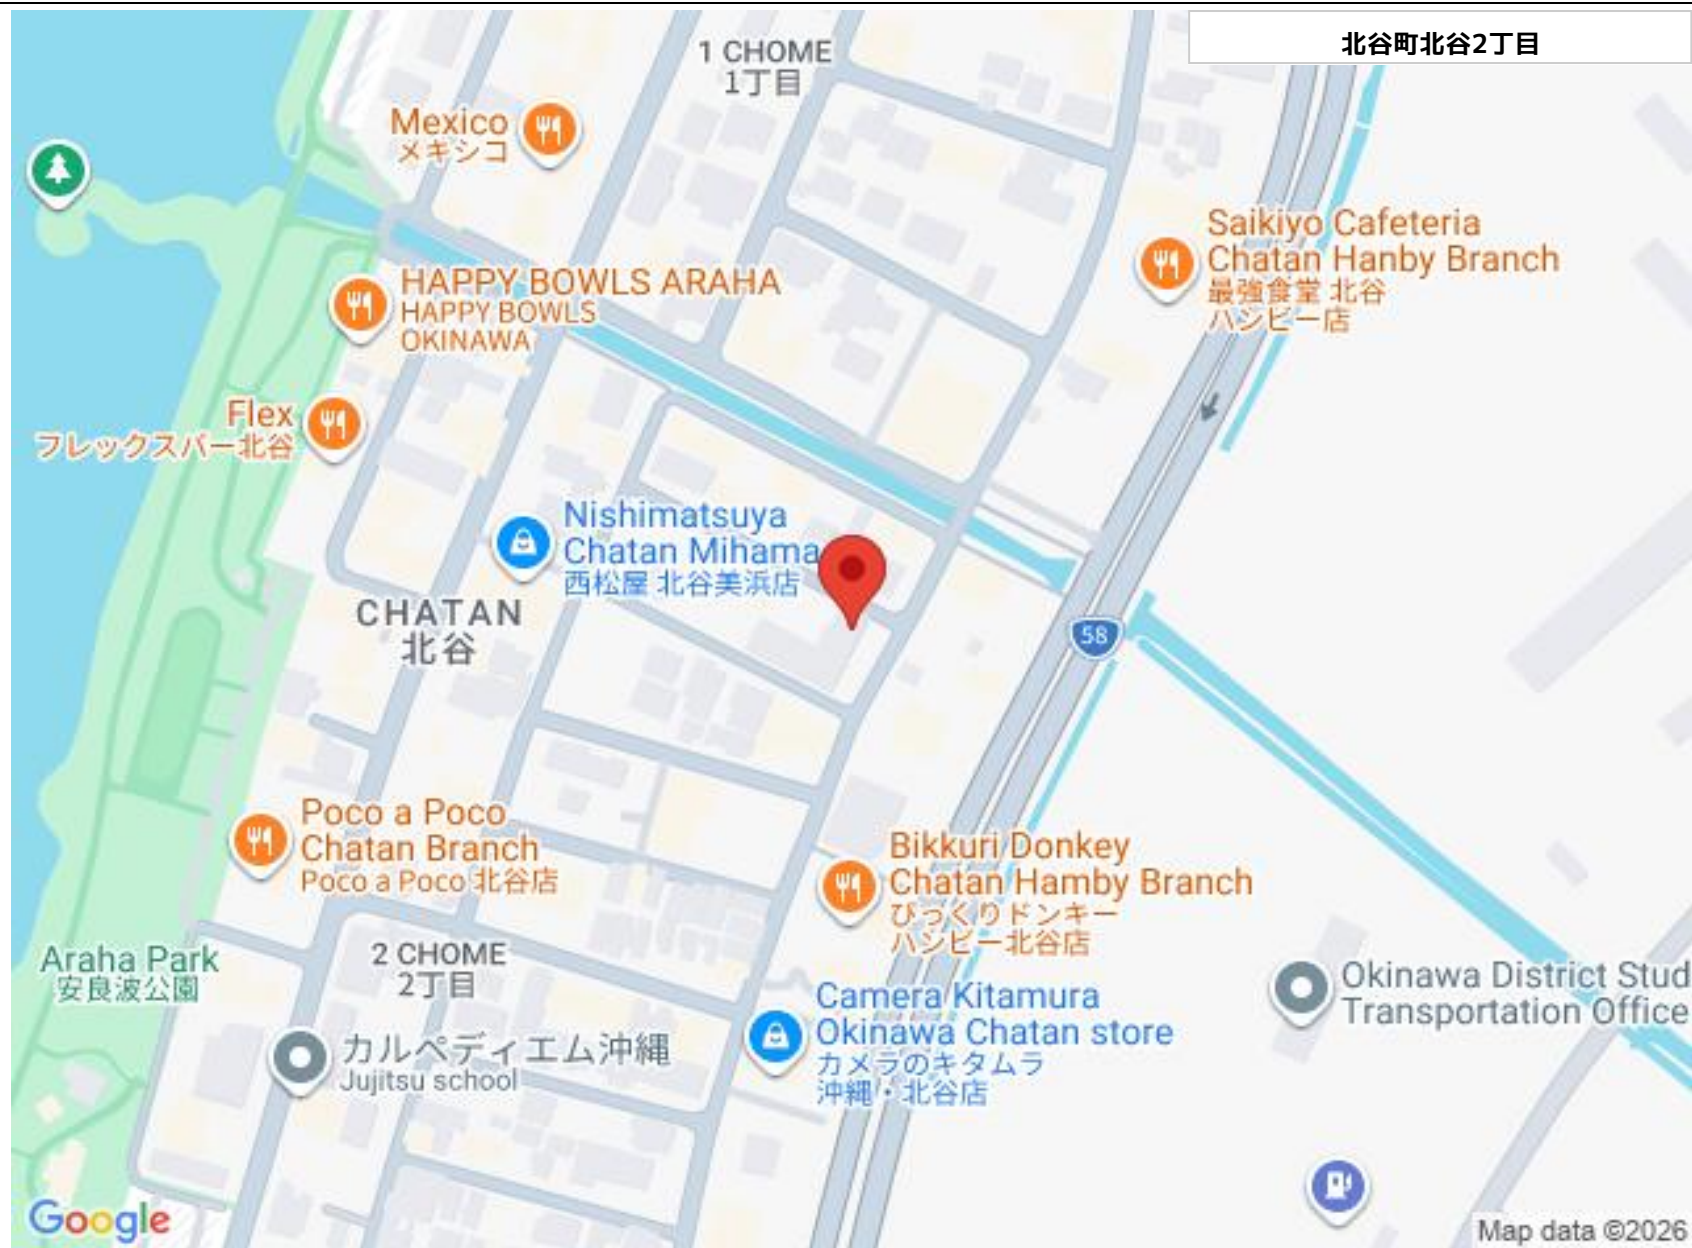 北谷町北谷2丁目
1 CHOME
1丁目
Mexico
メキシコ
Saikiyo Cafeteria
Chatan Hanby Branch
最強食堂 北谷
ハンビー店
HAPPY BOWLS ARAHA
HAPPY BOWLS
OKINAWA
Flex
フレックスバー北谷
Nishimatsuya
Chatan Mihama
西松屋 北谷美浜店
CHATAN
北谷
58
Poco a Poco
Chatan Branch
Poco a Poco 北谷店
Bikkuri Donkey
Chatan Hamby Branch
びっくりドンキー
ハンビー北谷店
Araha Park
安良波公園
2 CHOME
2丁目
Okinawa District Stud
Transportation Office
Camera Kitamura
Okinawa Chatan store
カメラのキタムラ
沖縄・北谷店
カルペディエム沖縄
Jujitsu school
Google
Map data ©2026